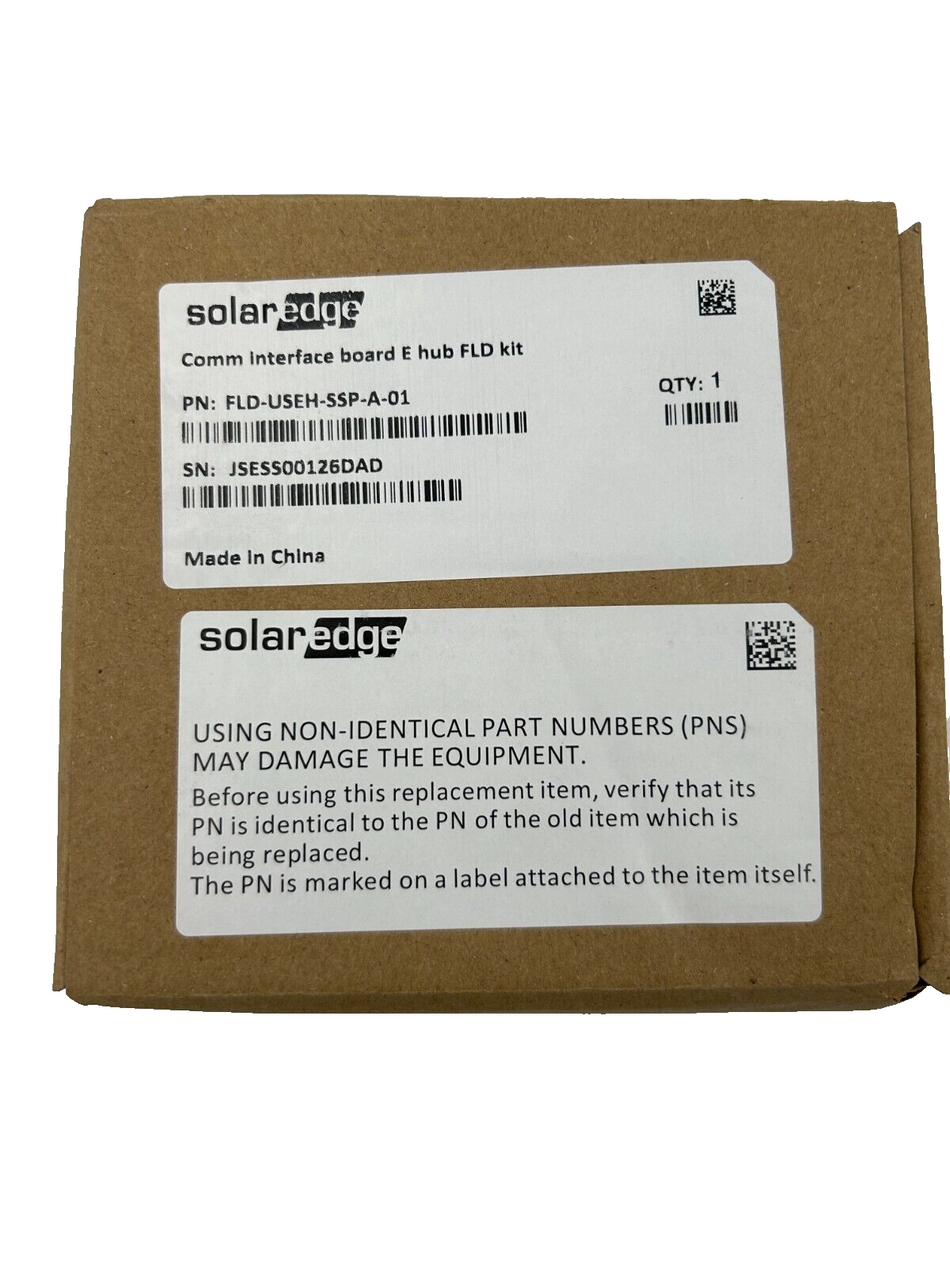 solaredge
Comm interface board E hub FLD kit
PN: FLD-USEH-SSP-A-01
QTY: 1
SN: JSESS00126DAD
Made in China
solaredge
USING NON-IDENTICAL PART NUMBERS (PNS)
MAY DAMAGE THE EQUIPMENT.
Before using this replacement item, verify that its
PN is identical to the PN of the old item which is
being replaced.
The PN is marked on a label attached to the item itself.